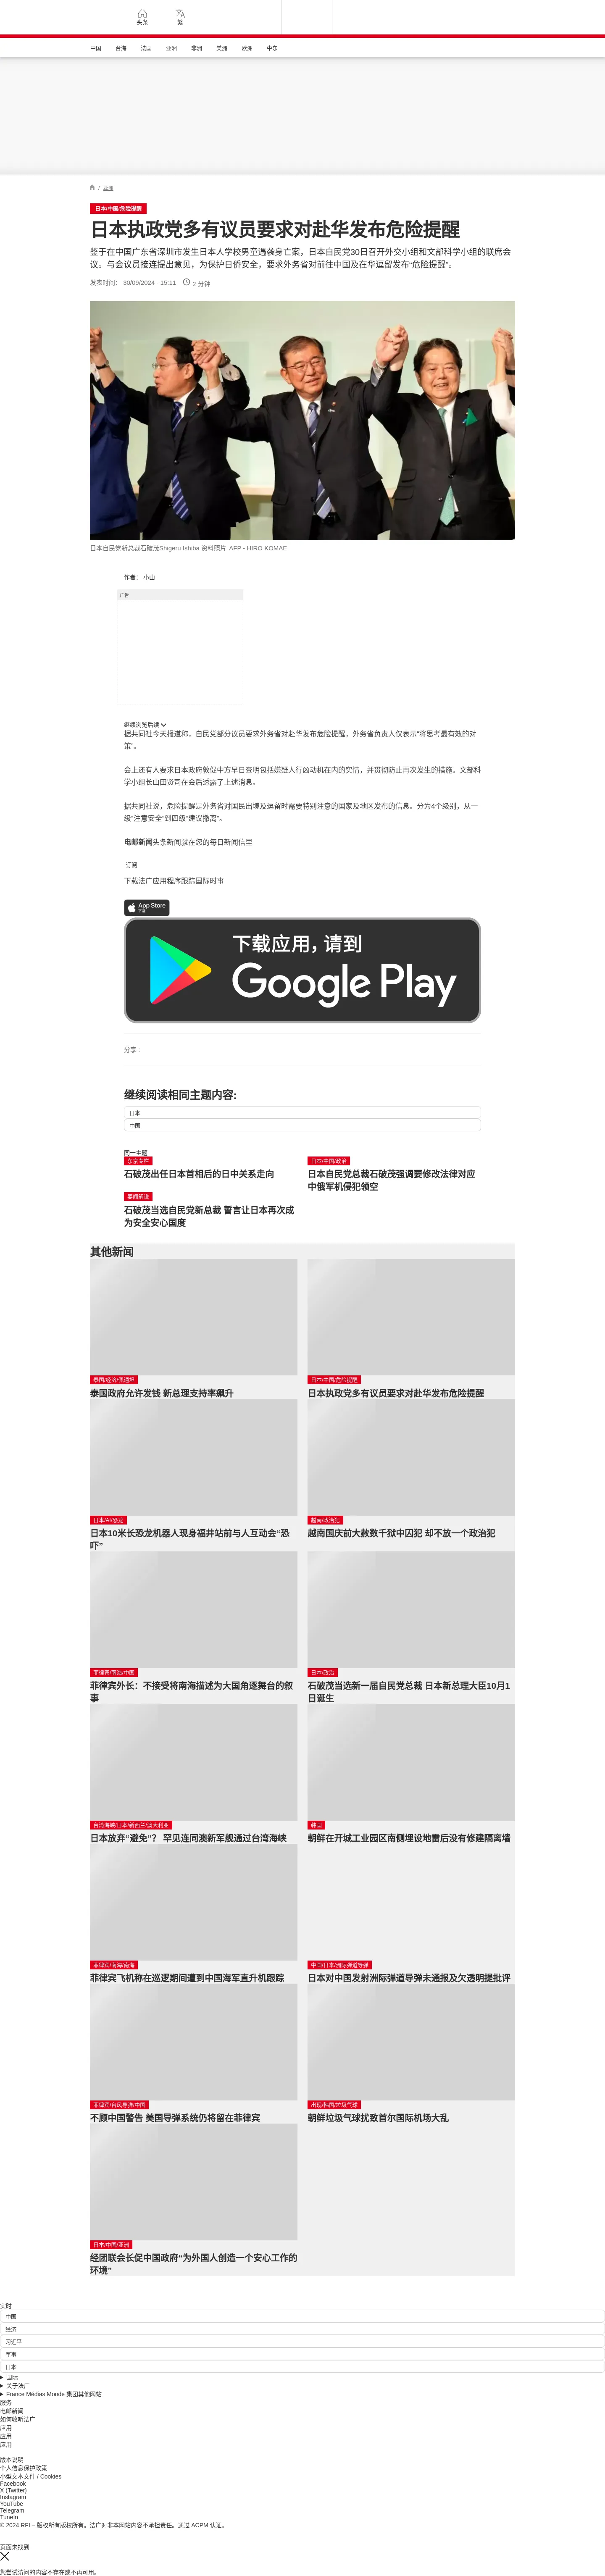 头条
繁
中国
台海
法国
亚洲
非洲
美洲
欧洲
中东
/ 亚洲
日本/中国/危险提醒
日本执政党多有议员要求对赴华发布危险提醒
鉴于在中国广东省深圳市发生日本人学校男童遇袭身亡案，日本自民党30日召开外交小组和文部科学小组的联席会
议。与会议员接连提出意见，为保护日侨安全，要求外务省对前往中国及在华逗留发布“危险提醒”。
发表时间： 30/09/2024 - 15:11 2 分钟
日本自民党新总裁石破茂Shigeru Ishiba 资料照片 AFP - HIRO KOMAE
作者： 小山
广告
继续浏览后续
据共同社今天报道称，自民党部分议员要求外务省对赴华发布危险提醒，外务省负责人仅表示“将思考最有效的对
策”。
会上还有人要求日本政府敦促中方早日查明包括嫌疑人行凶动机在内的实情，并贯彻防止再次发生的措施。文部科
学小组长山田贤司在会后透露了上述消息。
据共同社说，危险提醒是外务省对国民出境及逗留时需要特别注意的国家及地区发布的信息。分为4个级别，从一
级“注意安全”到四级“建议撤离”。
电邮新闻头条新闻就在您的每日新闻信里
订阅
下载法广应用程序跟踪国际时事
App Store
下载
下载应用，请到
Google Play
分享 :
继续阅读相同主题内容:
日本
中国
同一主题
东京专栏
石破茂出任日本首相后的日中关系走向
日本/中国/政治
日本自民党总裁石破茂强调要修改法律对应
中俄军机侵犯领空
要闻解说
石破茂当选自民党新总裁 誓言让日本再次成
为安全安心国度
其他新闻
泰国/经济/佩通坦
泰国政府允许发钱 新总理支持率飙升
日本/中国/危险提醒
日本执政党多有议员要求对赴华发布危险提醒
日本/AI/恐龙
日本10米长恐龙机器人现身福井站前与人互动会“恐
吓”
越南/政治犯
越南国庆前大赦数千狱中囚犯 却不放一个政治犯
菲律宾/南海/中国
菲律宾外长：不接受将南海描述为大国角逐舞台的叙
事
日本/政治
石破茂当选新一届自民党总裁 日本新总理大臣10月1
日诞生
台湾海峡/日本/新西兰/澳大利亚
日本放弃“避免”？ 罕见连同澳新军舰通过台湾海峡
韩国
朝鲜在开城工业园区南侧埋设地雷后没有修建隔离墙
菲律宾/南海/南海
菲律宾飞机称在巡逻期间遭到中国海军直升机跟踪
中国/日本/洲际弹道导弹
日本对中国发射洲际弹道导弹未通报及欠透明提批评
菲律宾/台风导弹/中国
不顾中国警告 美国导弹系统仍将留在菲律宾
出局/韩国/垃圾气球
朝鲜垃圾气球扰致首尔国际机场大乱
日本/中国/亚洲
经团联会长促中国政府“为外国人创造一个安心工作的
环境”
实时
中国
经济
习近平
军事
日本
国际
关于法广
France Médias Monde 集团其他网站
服务
电邮新闻
如何收听法广
应用
应用
应用
版本说明
个人信息保护政策
小型文本文件 / Cookies
Facebook
X (Twitter)
Instagram
YouTube
Telegram
TuneIn
© 2024 RFI – 版权所有版权所有。法广对非本网站内容不承担责任。通过 ACPM 认证。
页面未找到
您尝试访问的内容不存在或不再可用。